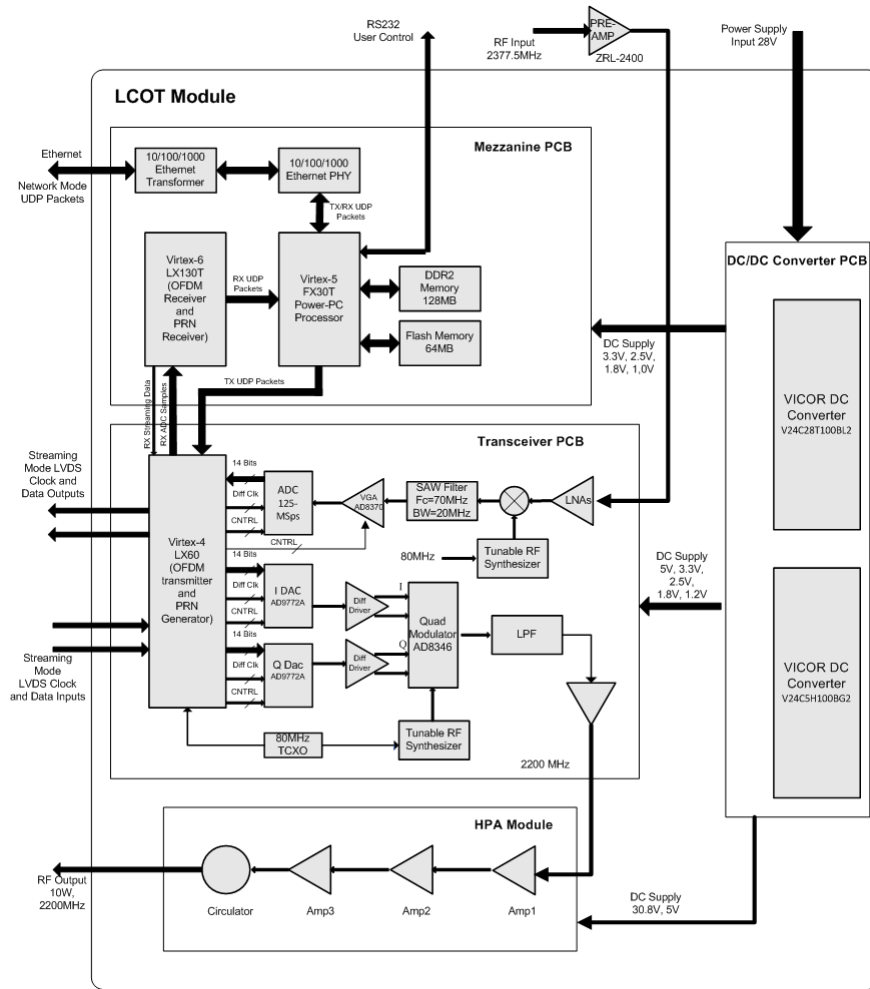 RS232
User Control
RF Input
2377.5MHz
PRE-
AMP
ZRL-2400
Power Supply
Input 28V
LCOT Module
Mezzanine PCB
Ethernet
Network Mode
UDP Packets
10/100/1000
Ethernet
Transformer
10/100/1000
Ethernet PHY
TX/RX UDP
Packets
Virtex-6
LX130T
(OFDM
Receiver
and
PRN
Receiver)
RX UDP
Packets
Virtex-5
FX30T
Power-PC
Processor
DDR2
Memory
128MB
Flash Memory
64MB
TX UDP Packets
RX Streaming Data
RX ADC Samples
DC/DC Converter PCB
DC Supply
3.3V, 2.5V,
1.8V, 1,0V
VICOR DC
Converter
V24C28T100BL2
Transceiver PCB
Streaming
Mode LVDS
Clock and
Data Outputs
Virtex-4
LX60
(OFDM
transmitter
and
PRN
Generator)
14 Bits
Diff Clk
CNTRL
ADC
125-
MSps
VGA
AD8370
SAW Filter
Fc=70MHz
BW=20MHz
LNAs
CNTRL
80MHz
Tunable RF
Synthesizer
14 Bits
Diff Clk
CNTRL
I DAC
AD9772A
Diff
Driver
I
Quad
Modulator
AD8346
LPF
DC Supply
5V, 3.3V,
2.5V,
1.8V, 1.2V
14 Bits
Diff Clk
CNTRL
Q Dac
AD9772A
Diff
Driver
Q
Streaming
Mode
LVDS Clock
and Data Inputs
80MHz
TCXO
Tunable RF
Synthesizer
2200 MHz
VICOR DC
Converter
V24C5H100BG2
HPA Module
RF Output
10W,
2200MHz
Circulator
Amp3
Amp2
Amp1
DC Supply
30.8V, 5V